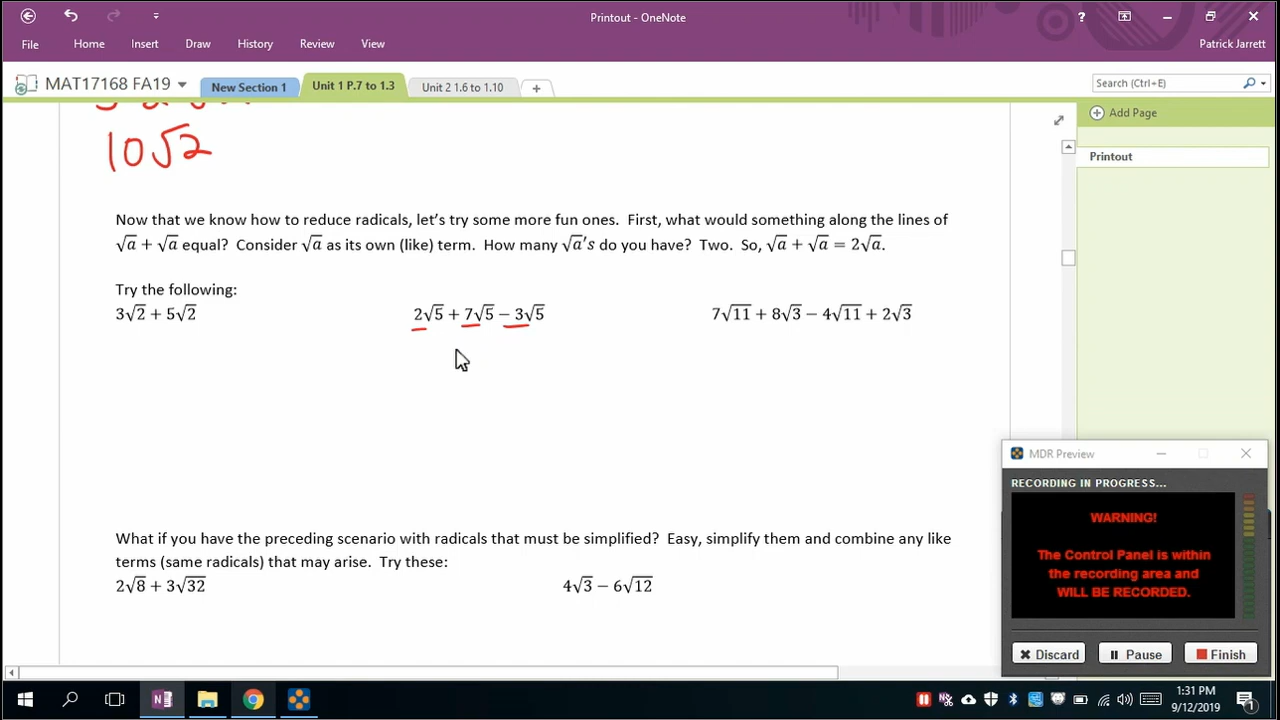 Printout - OneNote
?
File
Home
Insert
Draw
History
Review
View
Patrick Jarrett
MAT17168 FA19
New Section 1
Unit 1 P.7 to 1.3
Unit 2 1.6 to 1.10
+
Search (Ctrl+E)
Add Page
Printout
10√2
Now that we know how to reduce radicals, let's try some more fun ones. First, what would something along the lines of
√a + √a equal? Consider √a as its own (like) term. How many √a's do you have? Two. So, √a + √a = 2√a.
Try the following:
3√2 + 5√2
2√5 + 7√5 − 3√5
7√11 + 8√3 − 4√11 + 2√3
What if you have the preceding scenario with radicals that must be simplified? Easy, simplify them and combine any like
terms (same radicals) that may arise. Try these:
2√8 + 3√32
4√3 − 6√12
MDR Preview
RECORDING IN PROGRESS...
WARNING!
The Control Panel is within
the recording area and
WILL BE RECORDED.
Discard
Pause
Finish
1:31 PM
9/12/2019
1